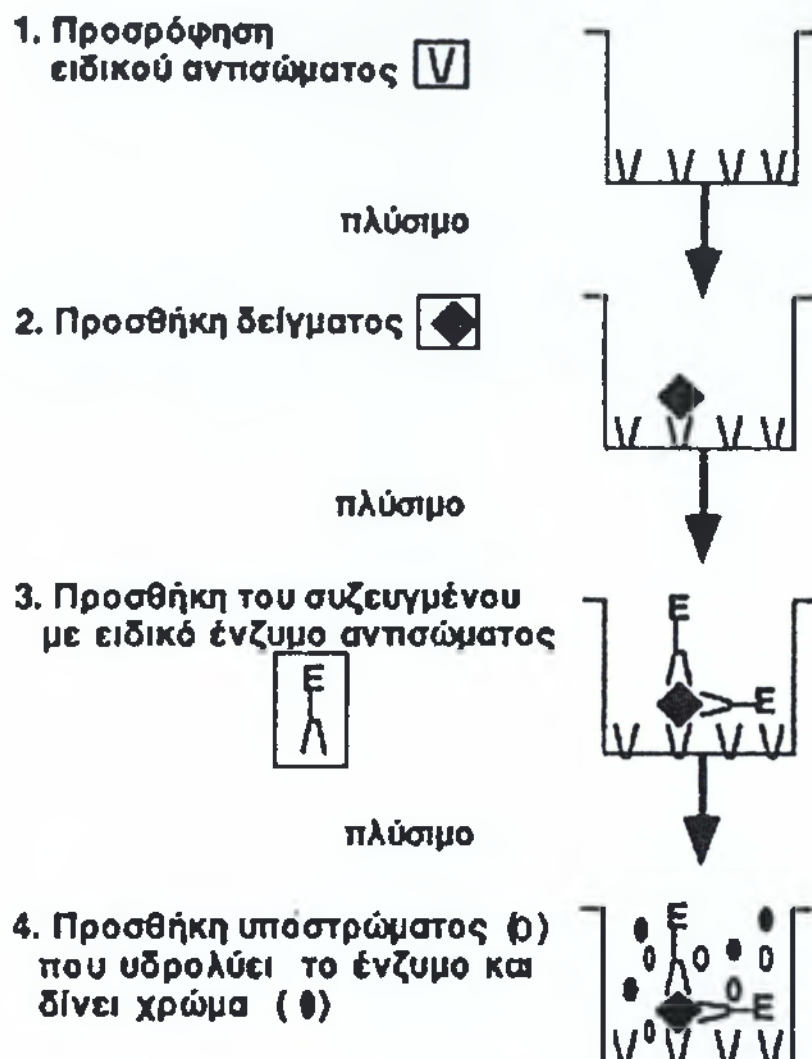 1. Προσρόφηση
ειδικού αντισώματος V
πλύσιμο
2. Προσθήκη δείγματος
πλύσιμο
3. Προσθήκη του συζευγμένου
με ειδικό ένζυμο αντισώματος
E
E
E
πλύσιμο
4. Προσθήκη υποστρώματος (0)
που υδρολύει το ένζυμο και
δίνει χρώμα ( )
E
E